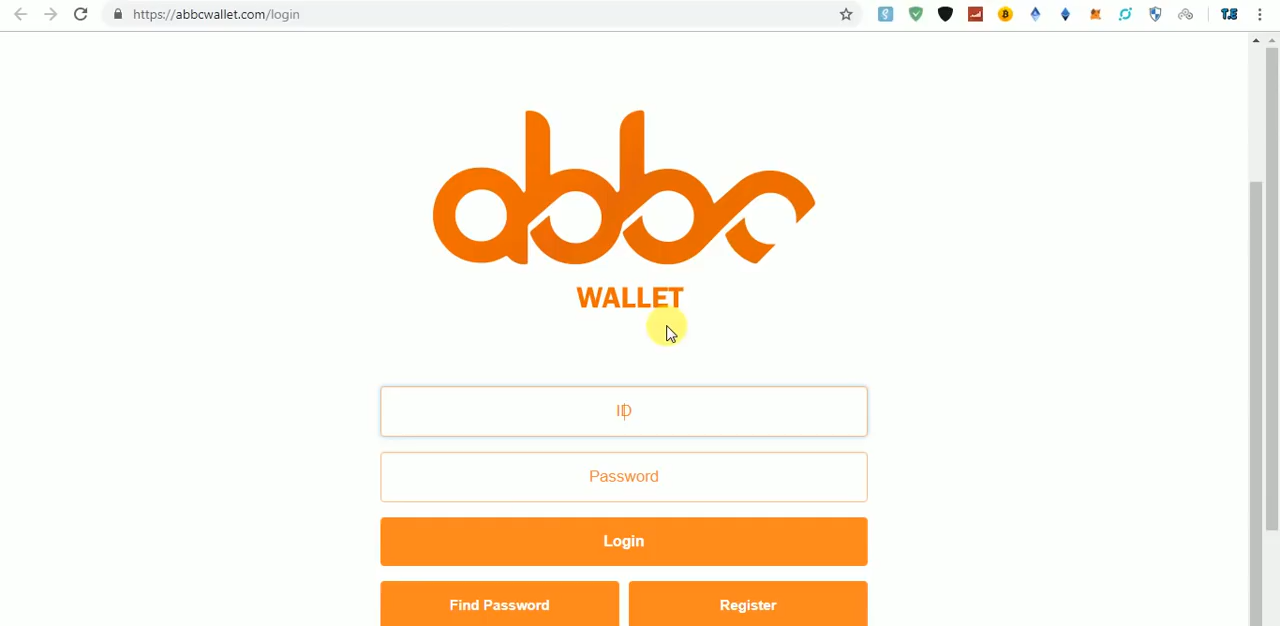 https://abbcwallet.com/login
T.E
abbc
WALLET
ID
Password
Login
Find Password
Register